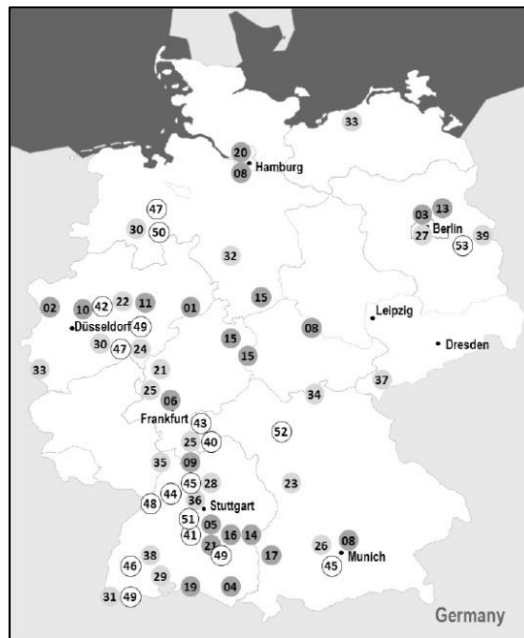 33
20
Hamburg
08
47
03 13
30 50
Berlin
27 39
53
32
15
02 10 42 22 11 01
Leipzig
Düsseldorf 49
08
15
Dresden
30 47 24
15
33
21
37
25
34
06
Frankfurt
43
52
25 40
35 09
45 28 23
44
36
48
Stuttgart
51
05
41 16 14
08
21
26
38 49 17
Munich
46 45
29
19 04
31 49
Germany